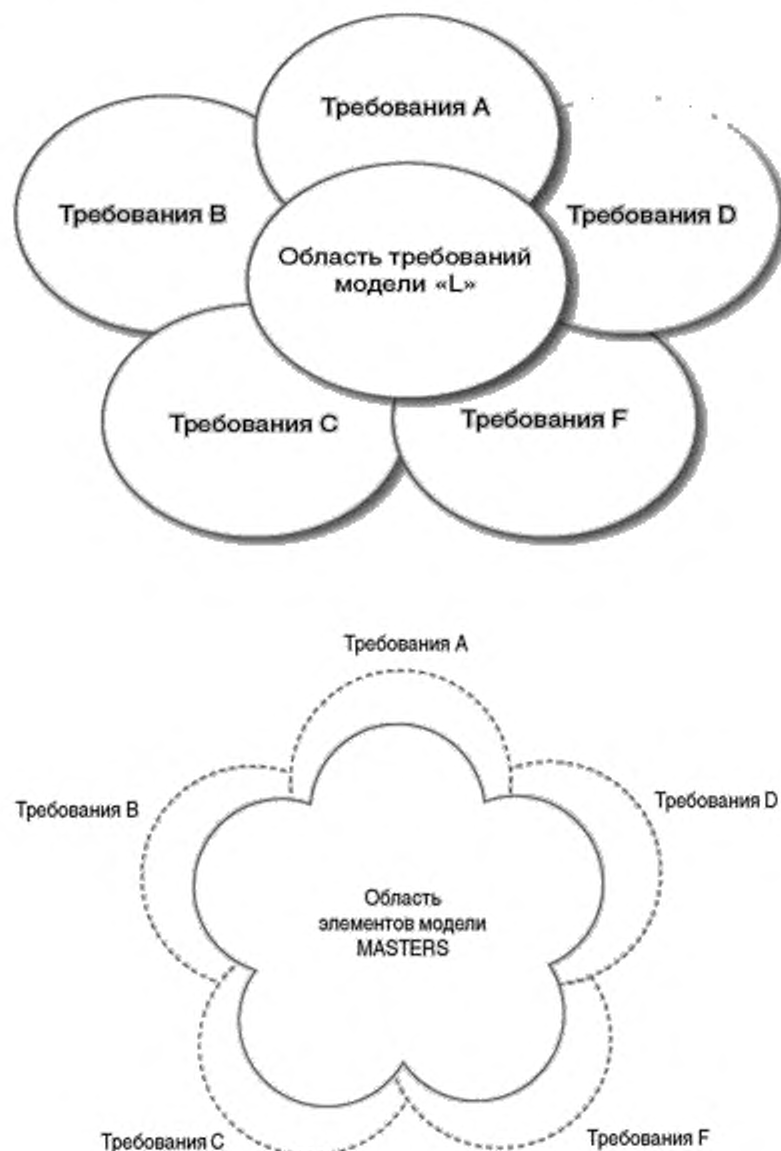 Требования A
Требования B
Требования D
Область требований
модели «L»
Требования C
Требования F
Требования A
Требования B
Требования D
Область
элементов модели
MASTERS
Требования C
Требования F